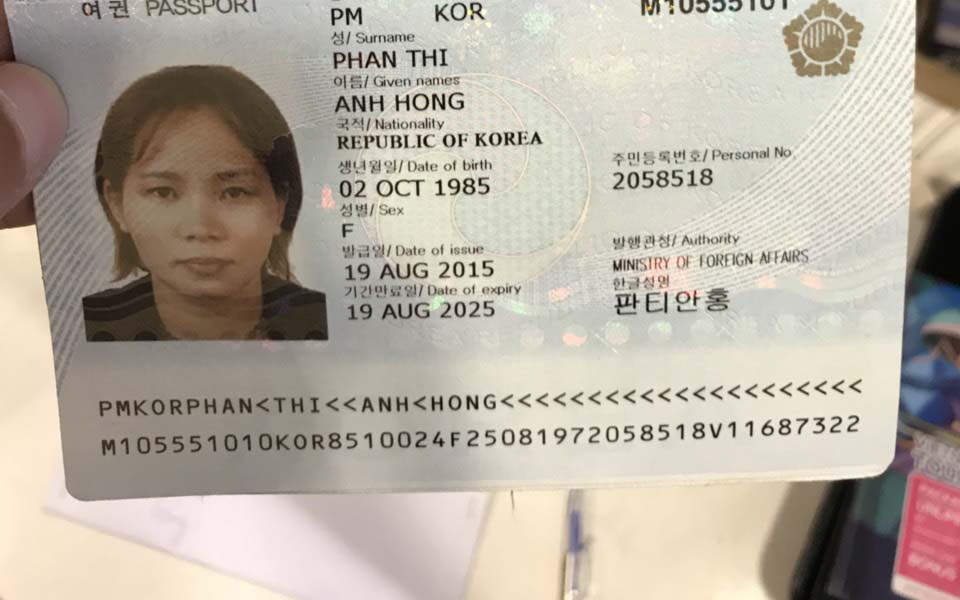 여권 PASSPORT
PM KOR M10555101
성/ Surname
PHAN THI
이름/ Given names
ANH HONG
국적/ Nationality
REPUBLIC OF KOREA
생년월일/ Date of birth
02 OCT 1985
주민등록번호/ Personal No
2058518
성별/ Sex
F
발급일/ Date of issue
19 AUG 2015
발행관청/ Authority
MINISTRY OF FOREIGN AFFAIRS
기간만료일/ Date of expiry
19 AUG 2025
한글성명
판티안홍
PMKORPHAN<THI<<ANH<HONG<<<<<<<<<<<<<<<<<<<<<
M105551010KOR8510024F25081972058518V11687322